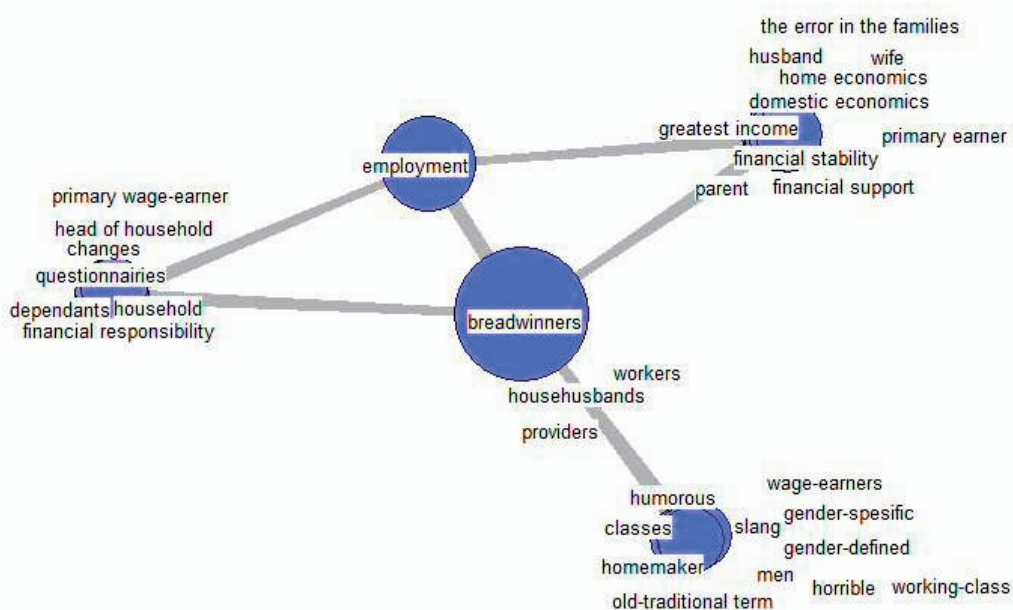 the error in the families
husband
wife
home economics
domestic economics
greatest income
primary earner
financial stability
parent
financial support
employment
primary wage-earner
head of household
changes
questionnairies
dependants
household
financial responsibility
breadwinners
workers
househusbands
providers
humorous
wage-earners
classes
slang
gender-spesific
gender-defined
homemaker
men
horrible
working-class
old-traditional term